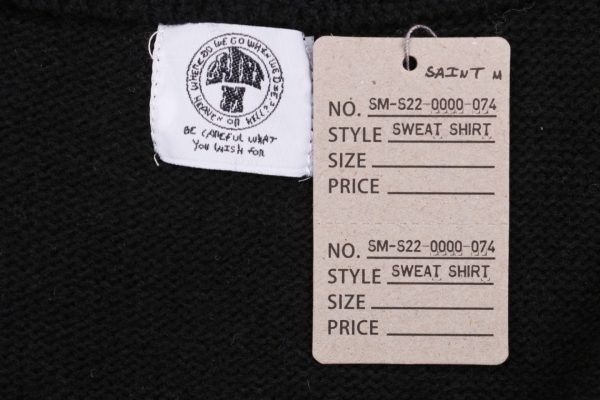 WHERE DO WE GO WHEN WE DIE =
HEAVEN OR HELL?
BE CAREFUL WHAT
YOU WISH FOR
SAINT M
NO. SM-S22-0000-074
STYLE SWEAT SHIRT
SIZE
PRICE
NO. SM-S22-0000-074
STYLE SWEAT SHIRT
SIZE
PRICE